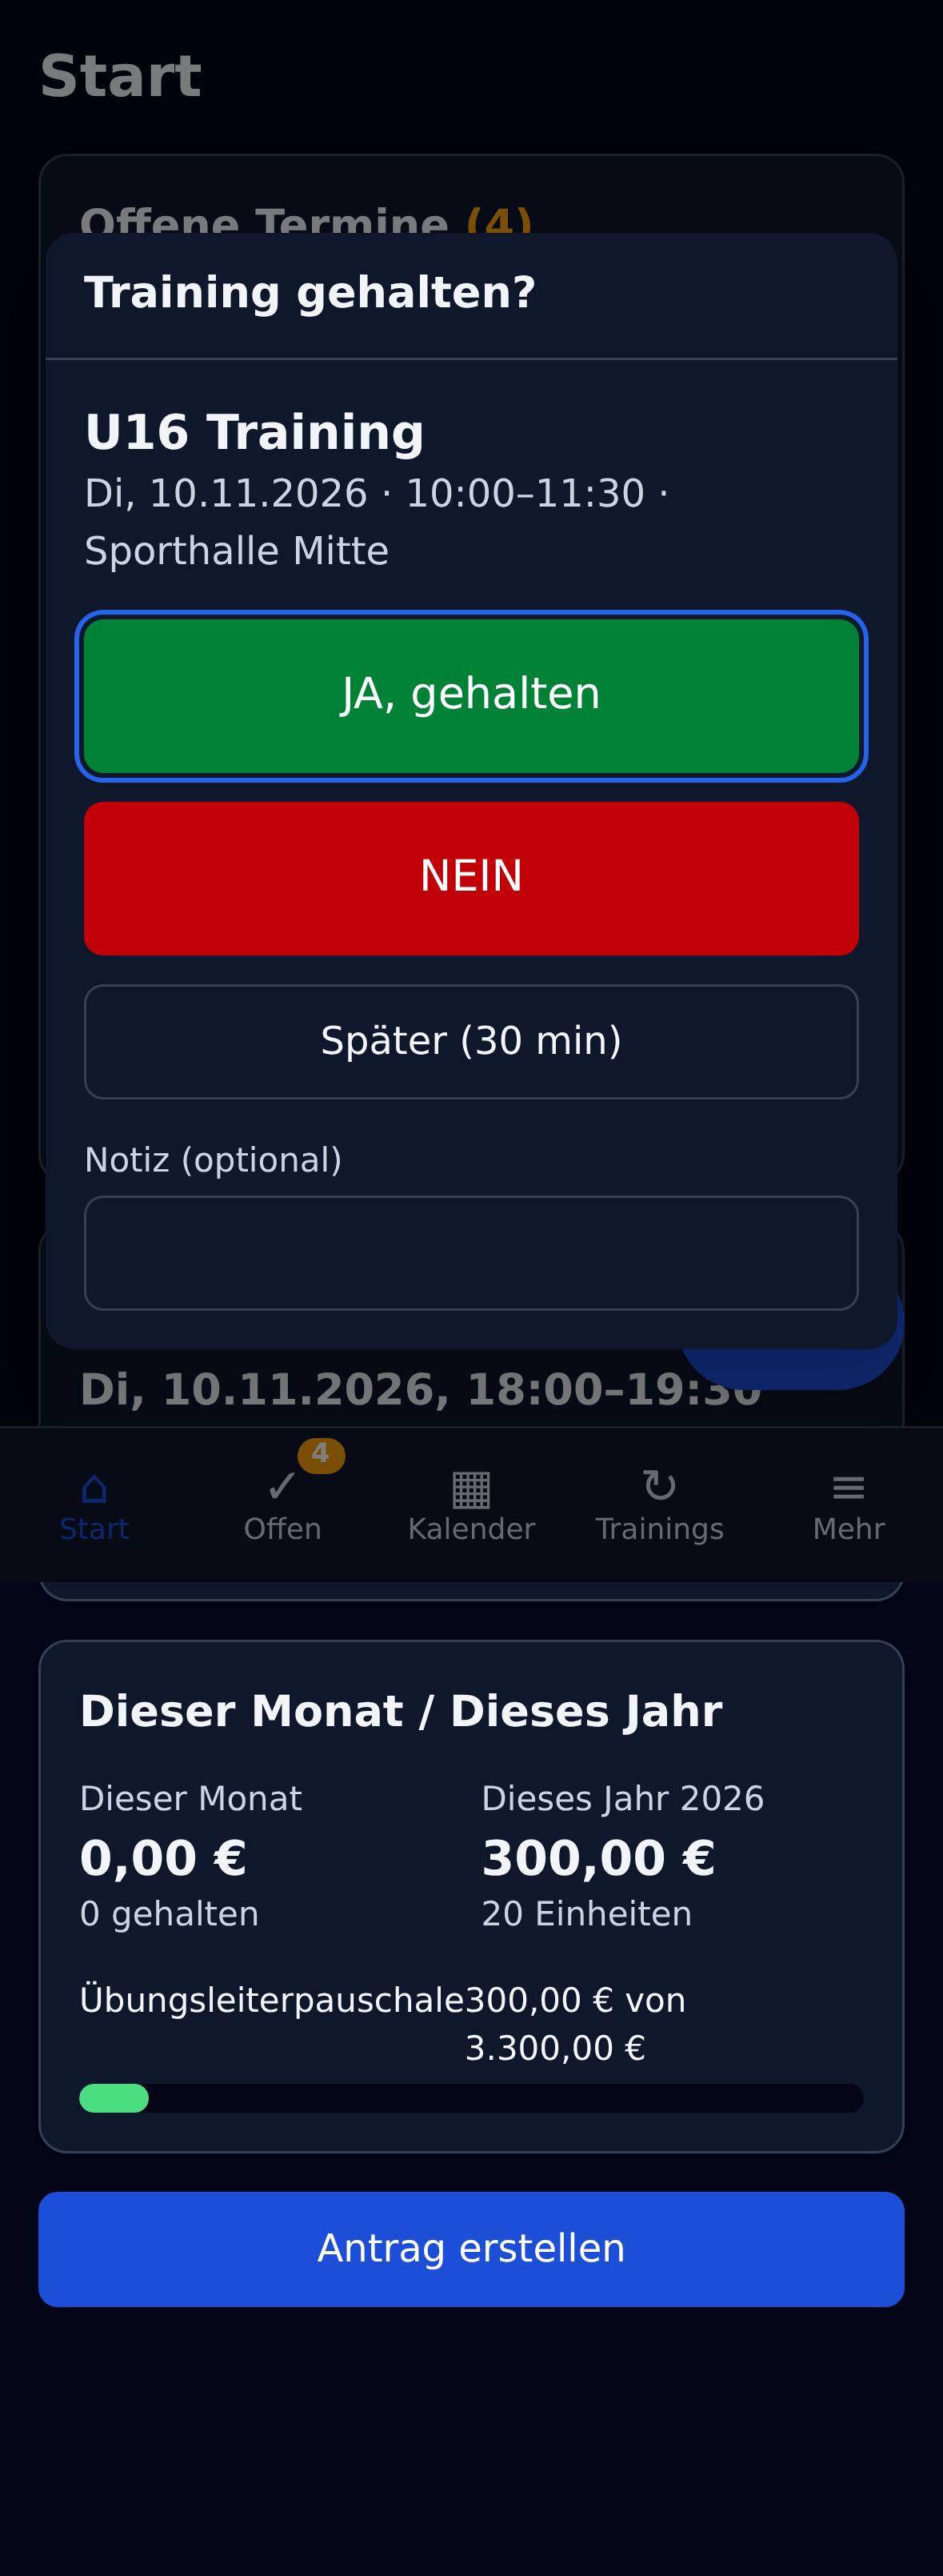 Start
Offene Termine (4)
Training gehalten?
U16 Training
Di, 10.11.2026 · 10:00–11:30 ·
Sporthalle Mitte
JA, gehalten
NEIN
Später (30 min)
Notiz (optional)
Di, 10.11.2026, 18:00–19:30
4
Start
Offen
Kalender
Trainings
Mehr
Dieser Monat / Dieses Jahr
Dieser Monat
Dieses Jahr 2026
0,00 €
300,00 €
0 gehalten
20 Einheiten
Übungsleiterpauschale
300,00 € von
3.300,00 €
Antrag erstellen